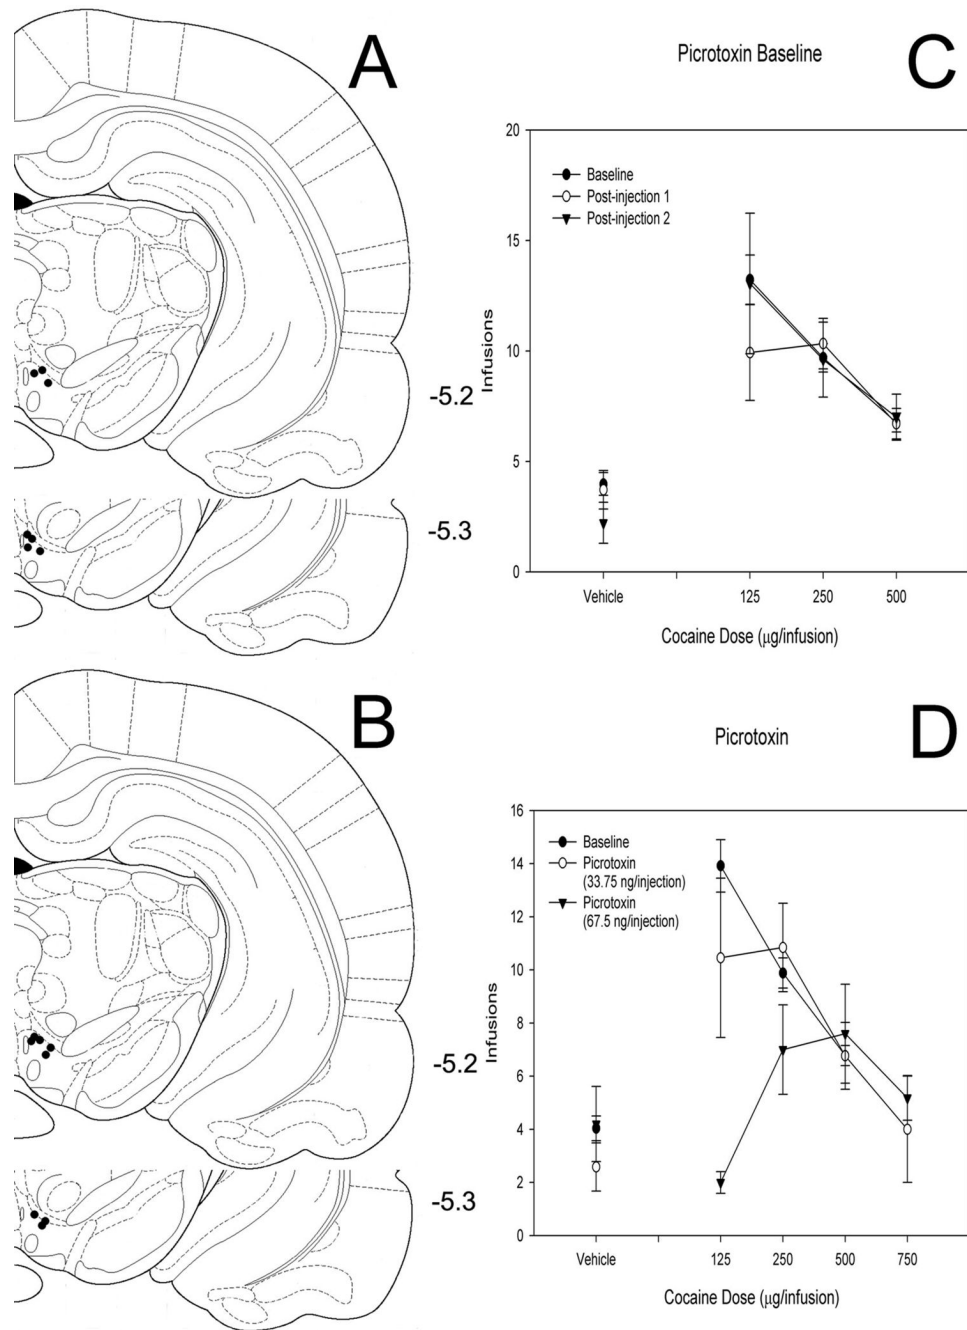 A
-5.2
-5.3
B
-5.2
-5.3
C
Picrotoxin Baseline
20
15
10
5
0
Infusions
Baseline
Post-injection 1
Post-injection 2
Vehicle
125
250
500
Cocaine Dose (μg/infusion)
D
Picrotoxin
16
14
12
10
8
6
4
2
0
Infusions
Baseline
Picrotoxin
(33.75 ng/injection)
Picrotoxin
(67.5 ng/injection)
Vehicle
125
250
500
750
Cocaine Dose (μg/infusion)